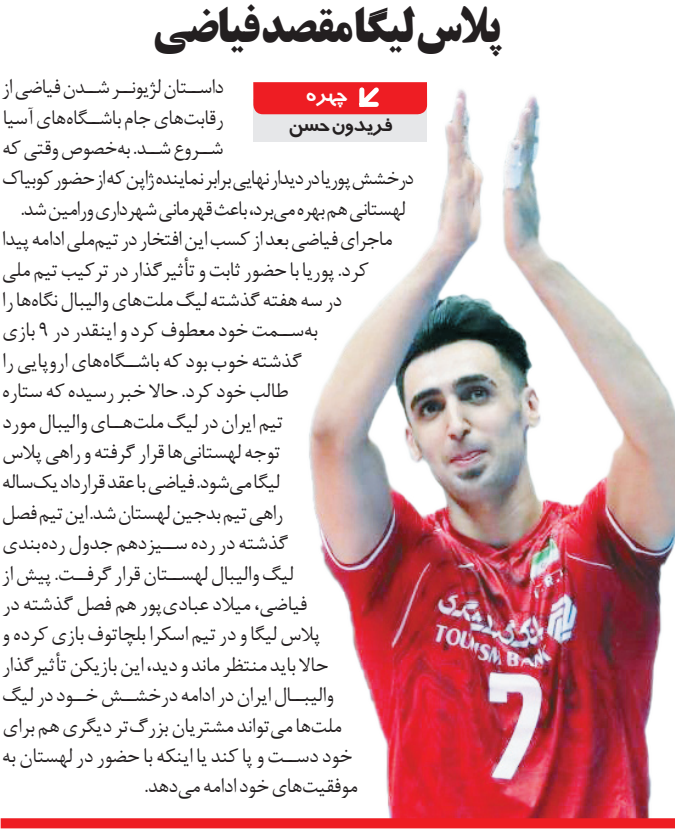 پلاس لیگا مقصد فیاضی
چهره
فریدون حسن
داستان لژیونر شدن فیاضی از
رقابت‌های جام باشگاه‌های آسیا
شروع شد. به‌خصوص وقتی که
درخشش پوریا در دیدار نهایی برابر نماینده ژاپن که از حضور کوبیاک
لهستانی هم بهره می‌برد، باعث قهرمانی شهرداری ورامین شد.
ماجرای فیاضی بعد از کسب این افتخار در تیم‌ملی ادامه پیدا
کرد. پوریا با حضور ثابت و تأثیرگذار در ترکیب تیم ملی
در سه هفته گذشته لیگ ملت‌های والیبال نگاه‌ها را
به‌سمت خود معطوف کرد و اینقدر در ۹ بازی
گذشته خوب بود که باشگاه‌های اروپایی را
طالب خود کرد. حالا خبر رسیده که ستاره
تیم ایران در لیگ ملت‌های والیبال مورد
توجه لهستانی‌ها قرار گرفته و راهی پلاس
لیگا می‌شود. فیاضی با عقد قرارداد یک‌ساله
راهی تیم بدجین لهستان شد. این تیم فصل
گذشته در رده سیزدهم جدول رده‌بندی
لیگ والیبال لهستان قرار گرفت. پیش از
فیاضی، میلاد عبادی‌پور هم فصل گذشته در
پلاس لیگا و در تیم اسکرا بلچاتوف بازی کرده و
حالا باید منتظر ماند و دید، این بازیکن تأثیرگذار
والیبال ایران در ادامه درخشش خود در لیگ
ملت‌ها می‌تواند مشتریان بزرگ‌تر دیگری هم برای
خود دست و پا کند یا اینکه با حضور در لهستان به
موفقیت‌های خود ادامه می‌دهد.
بانک گردشگری
TOURISM BANK
7